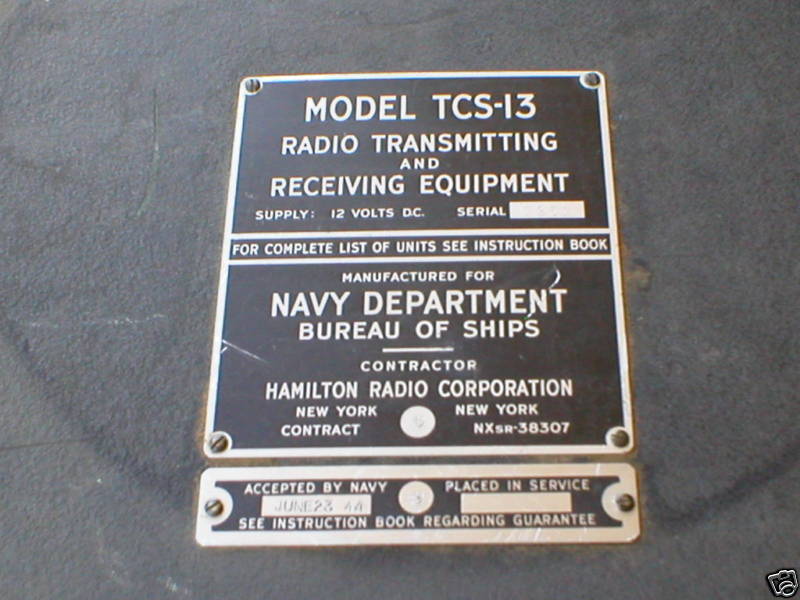 MODEL TCS-13
RADIO TRANSMITTING
AND
RECEIVING EQUIPMENT
SUPPLY: 12 VOLTS D.C. SERIAL
FOR COMPLETE LIST OF UNITS SEE INSTRUCTION BOOK
MANUFACTURED FOR
NAVY DEPARTMENT
BUREAU OF SHIPS
CONTRACTOR
HAMILTON RADIO CORPORATION
NEW YORK NEW YORK
CONTRACT NXSR-38307
ACCEPTED BY NAVY PLACED IN SERVICE
JUNE 23 44
SEE INSTRUCTION BOOK REGARDING GUARANTEE